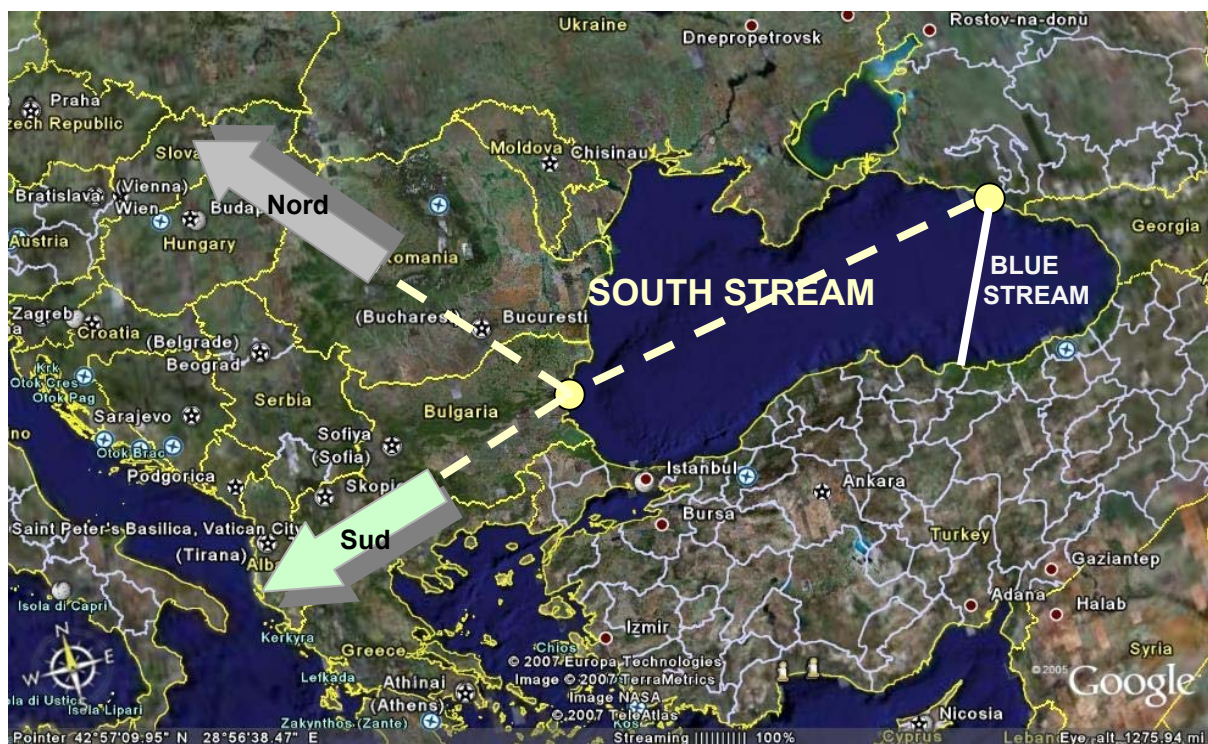 Ukraine
Dnepropetrovsk
Rostov-na-donu
Praha
zech Republic
Slova
Moldova
Chisinau
(Vienna)
Bratislava
Wien
Budap
Nord
Hungary
Austria
Georgia
omania
BLUE
STREAM
SOUTH STREAM
Zagreb
Croatia
(Bucharest)
Bucuresti
(Belgrade)
Beograd
Krk
Otok Cres
Otok Pag
Serbia
Bulgaria
Sarajevo
Sofiya
(Sofia)
Otok Brac
Podgorica
Skopje
Istanbul
Ankara
Bursa
Saint Peter's Basilica, Vatican City
(Tirana)
Alb
Sud
Turkey
Gaziantep
Adana
Halab
Isola di Capri
Kerkyra
Izmir
N
W
E
S
Greece
Chios
Syria
Lefkada
Athinai
(Athens)
© 2007 Europa Technologies
Image © 2007 TerraMetrics
Image NASA
© 2007 TeleAtlas
© 2005
Google
ola di Ustica
Isola Lipari
Zakynthos (Zante)
Kos
Nicosia
Cyprus
Leban
Pointer 42°57'09.95" N 28°56'38.47" E
Streaming |||||||||| 100%
Eye alt 1275.94 mi